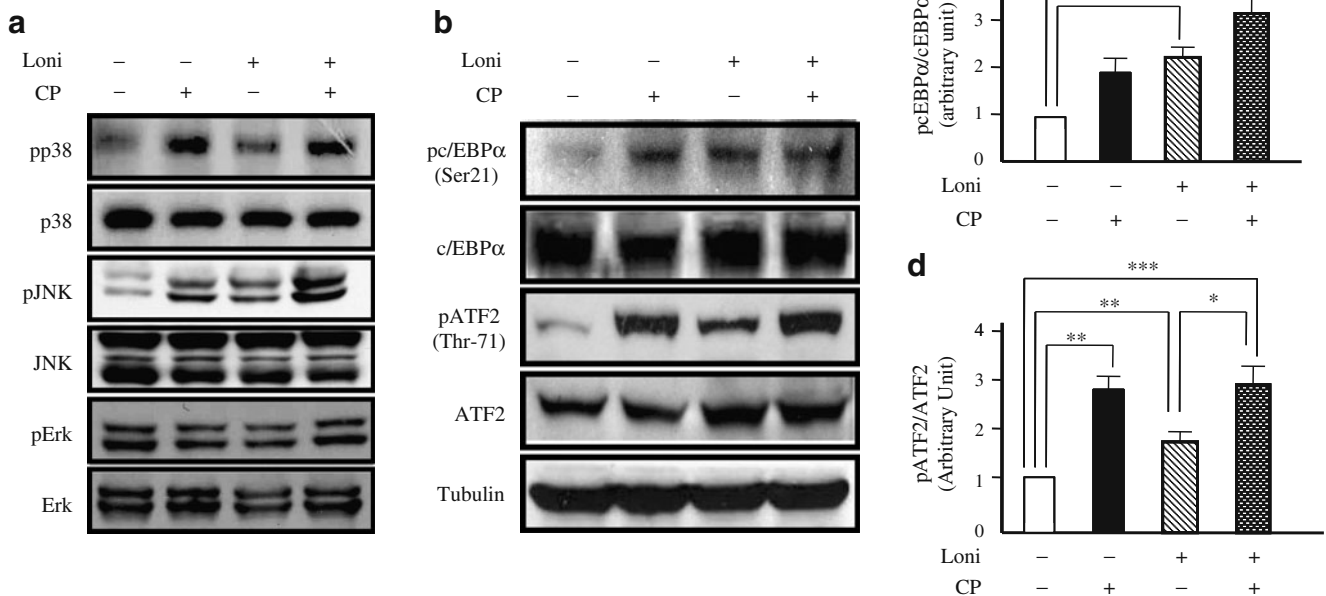 a
Loni – – + +
CP – + – +
pp38
p38
pJNK
JNK
pErk
Erk
b
Loni – – + +
CP – + – +
pc/EBPα
(Ser21)
c/EBPα
pATF2
(Thr-71)
ATF2
Tubulin
pcEBPα/cEBPα
(arbitrary unit)
3
2
1
0
Loni – – + +
CP – + – +
d
*** 
** *
**
pATF2/ATF2
(Arbitrary Unit)
4
3
2
1
0
Loni – – + +
CP – + – +